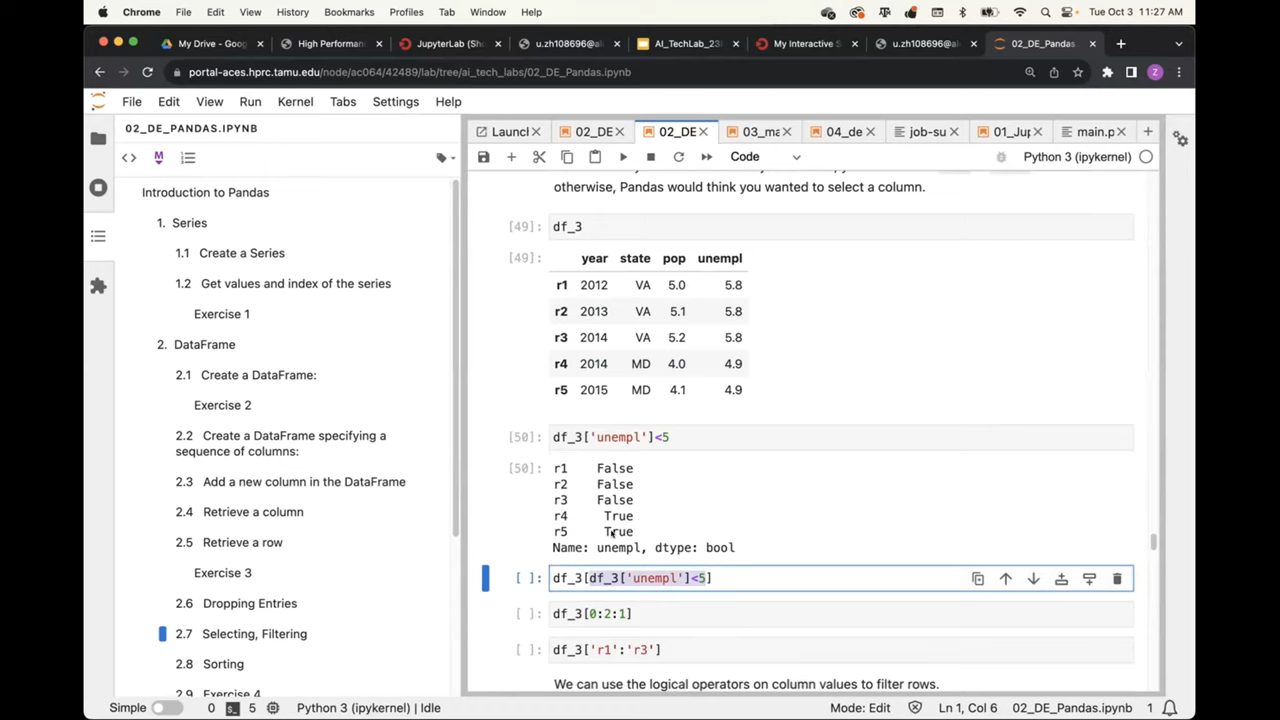 Chrome File Edit View History Bookmarks Profiles Tab Window Help Tue Oct 3 11:27 AM
My Drive - Goo High Performan JupyterLab (Sho u.zh108696@al AI_TechLab_23 My Interactive S u.zh108696@al 02_DE_Pandas.
portal-aces.hprc.tamu.edu/node/ac064/42489/lab/tree/ai_tech_labs/02_DE_Pandas.ipynb Z
File Edit View Run Kernel Tabs Settings Help
02_DE_PANDAS.IPYNB
Introduction to Pandas
1. Series
1.1 Create a Series
1.2 Get values and index of the series
Exercise 1
2. DataFrame
2.1 Create a DataFrame:
Exercise 2
2.2 Create a DataFrame specifying a
sequence of columns:
2.3 Add a new column in the DataFrame
2.4 Retrieve a column
2.5 Retrieve a row
Exercise 3
2.6 Dropping Entries
2.7 Selecting, Filtering
2.8 Sorting
2.9 Exercise 4
Launcl 02_DE 02_DE 03_ma 04_de job-su 01_Jup main.p
Code Python 3 (ipykernel)
otherwise, Pandas would think you wanted to select a column.
[49]: df_3
[49]: year state pop unempl
r1 2012 VA 5.0 5.8
r2 2013 VA 5.1 5.8
r3 2014 VA 5.2 5.8
r4 2014 MD 4.0 4.9
r5 2015 MD 4.1 4.9
[50]: df_3['unempl']<5
[50]: r1 False
r2 False
r3 False
r4 True
r5 True
Name: unempl, dtype: bool
[ ]: df_3[df_3['unempl']<5]
[ ]: df_3[0:2:1]
[ ]: df_3['r1':'r3']
We can use the logical operators on column values to filter rows.
Simple 0 5 Python 3 (ipykernel) | Idle Mode: Edit Ln 1, Col 6 02_DE_Pandas.ipynb 1